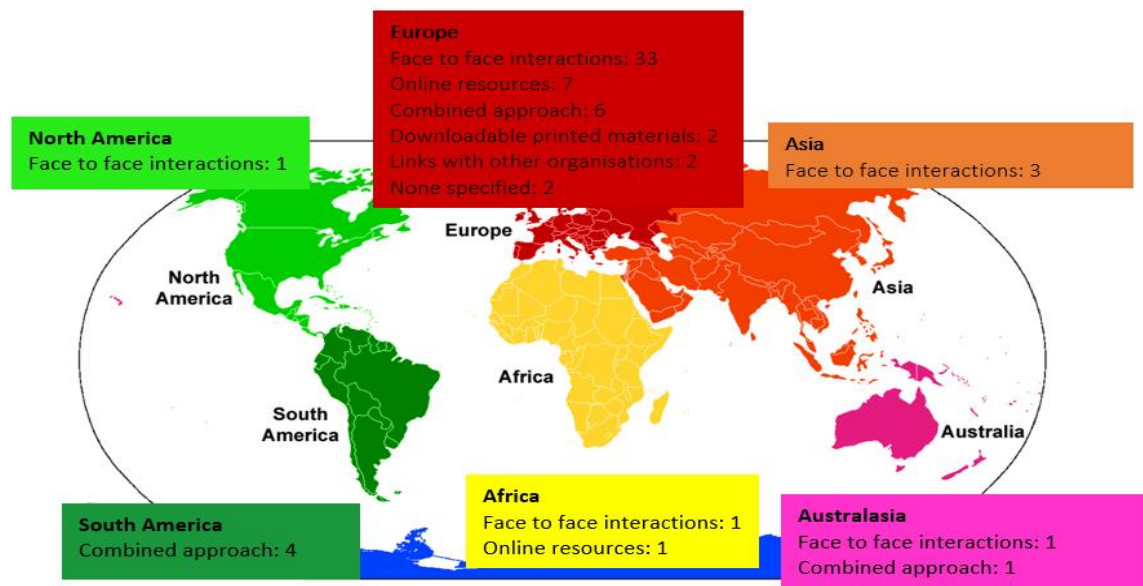 Europe
Face to face interactions: 33
Online resources: 7
Combined approach: 6
Downloadable printed materials: 2
Links with other organisations: 2
None specified: 2
North America
Face to face interactions: 1
Asia
Face to face interactions: 3
Europe
North
America
Asia
Africa
South
America
Australia
South America
Combined approach: 4
Africa
Face to face interactions: 1
Online resources: 1
Australasia
Face to face interactions: 1
Combined approach: 1